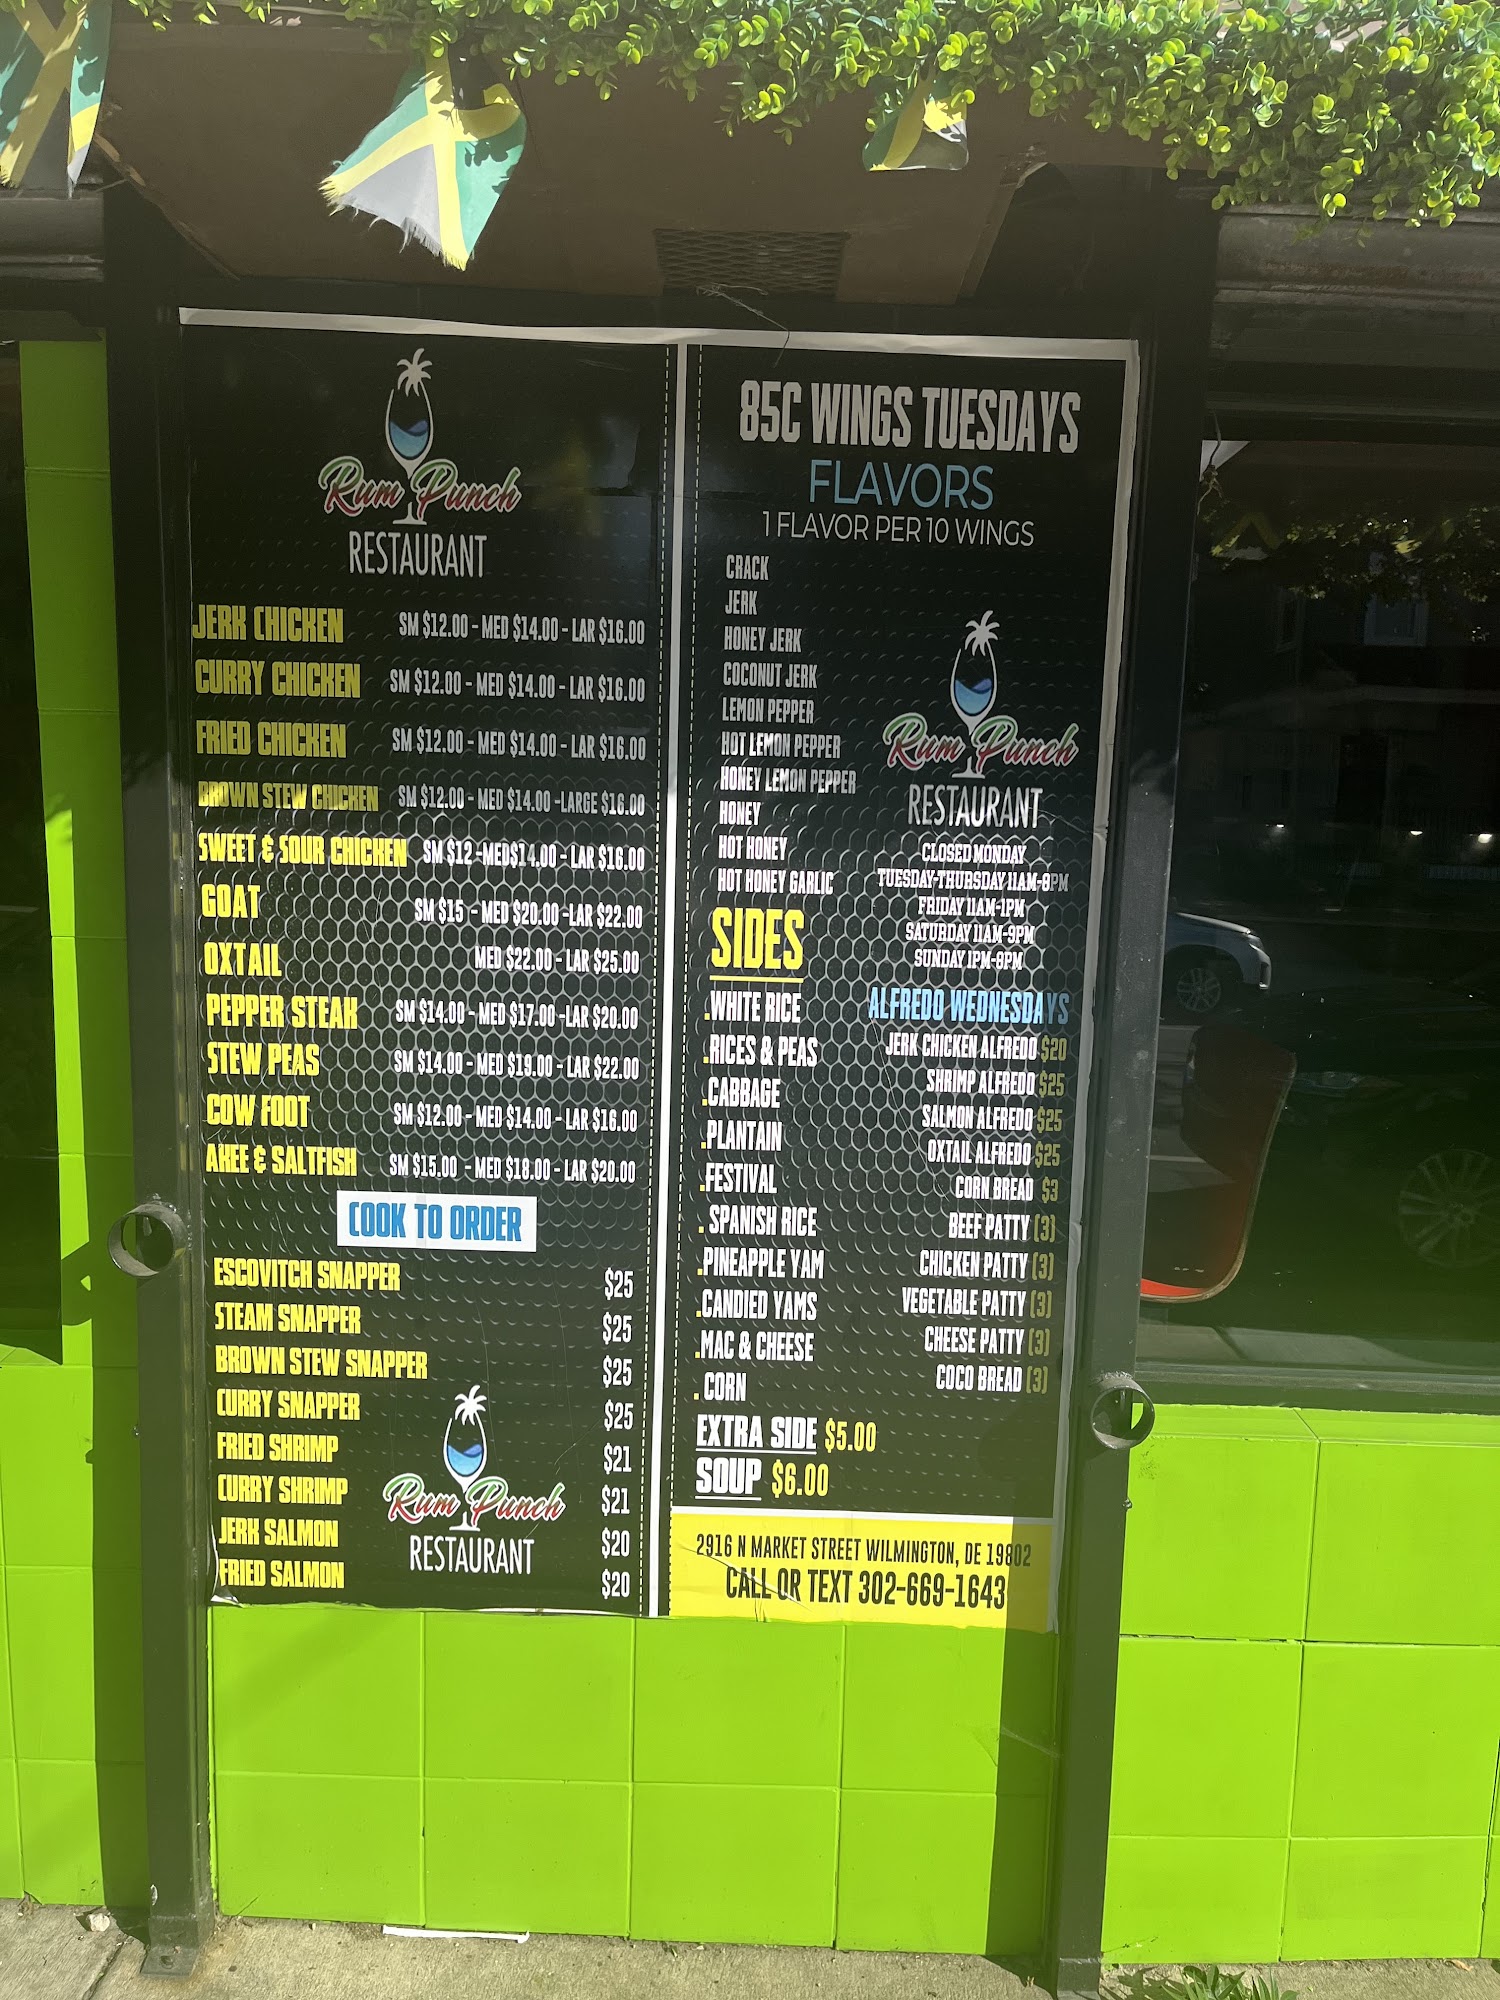 Rum Punch
RESTAURANT
JERK CHICKEN SM $12.00 - MED $14.00 - LAR $16.00
CURRY CHICKEN SM $12.00 - MED $14.00 - LAR $16.00
FRIED CHICKEN SM $12.00 - MED $14.00 - LAR $16.00
BROWN STEW CHICKEN SM $12.00 - MED $14.00 -LARGE $16.00
SWEET & SOUR CHICKEN SM $12 -MED$14.00 - LAR $16.00
GOAT SM $15 - MED $20.00 -LAR $22.00
OXTAIL MED $22.00 - LAR $25.00
PEPPER STEAK SM $14.00 - MED $17.00 -LAR $20.00
STEW PEAS SM $14.00 - MED $19.00 - LAR $22.00
COW FOOT SM $12.00 - MED $14.00 - LAR $16.00
AKEE & SALTFISH SM $15.00 - MED $18.00 - LAR $20.00
COOK TO ORDER
ESCOVITCH SNAPPER $25
STEAM SNAPPER $25
BROWN STEW SNAPPER $25
CURRY SNAPPER $25
FRIED SHRIMP $21
CURRY SHRIMP $21
JERK SALMON $20
FRIED SALMON $20
Rum Punch
RESTAURANT
85C WINGS TUESDAYS
FLAVORS
1 FLAVOR PER 10 WINGS
CRACK
JERK
HONEY JERK
COCONUT JERK
LEMON PEPPER
HOT LEMON PEPPER
HONEY LEMON PEPPER
HONEY
HOT HONEY
HOT HONEY GARLIC
Rum Punch
RESTAURANT
CLOSED MONDAY
TUESDAY-THURSDAY 11AM-8PM
FRIDAY 11AM-1PM
SATURDAY 11AM-9PM
SUNDAY 1PM-8PM
SIDES
.WHITE RICE
.RICES & PEAS
.CABBAGE
.PLANTAIN
.FESTIVAL
. SPANISH RICE
.PINEAPPLE YAM
.CANDIED YAMS
.MAC & CHEESE
. CORN
ALFREDO WEDNESDAYS
JERK CHICKEN ALFREDO $20
SHRIMP ALFREDO $25
SALMON ALFREDO $25
OXTAIL ALFREDO $25
CORN BREAD $3
BEEF PATTY (3)
CHICKEN PATTY (3)
VEGETABLE PATTY (3)
CHEESE PATTY (3)
COCO BREAD (3)
EXTRA SIDE $5.00
SOUP $6.00
2916 N MARKET STREET WILMINGTON, DE 19802
CALL OR TEXT 302-669-1643